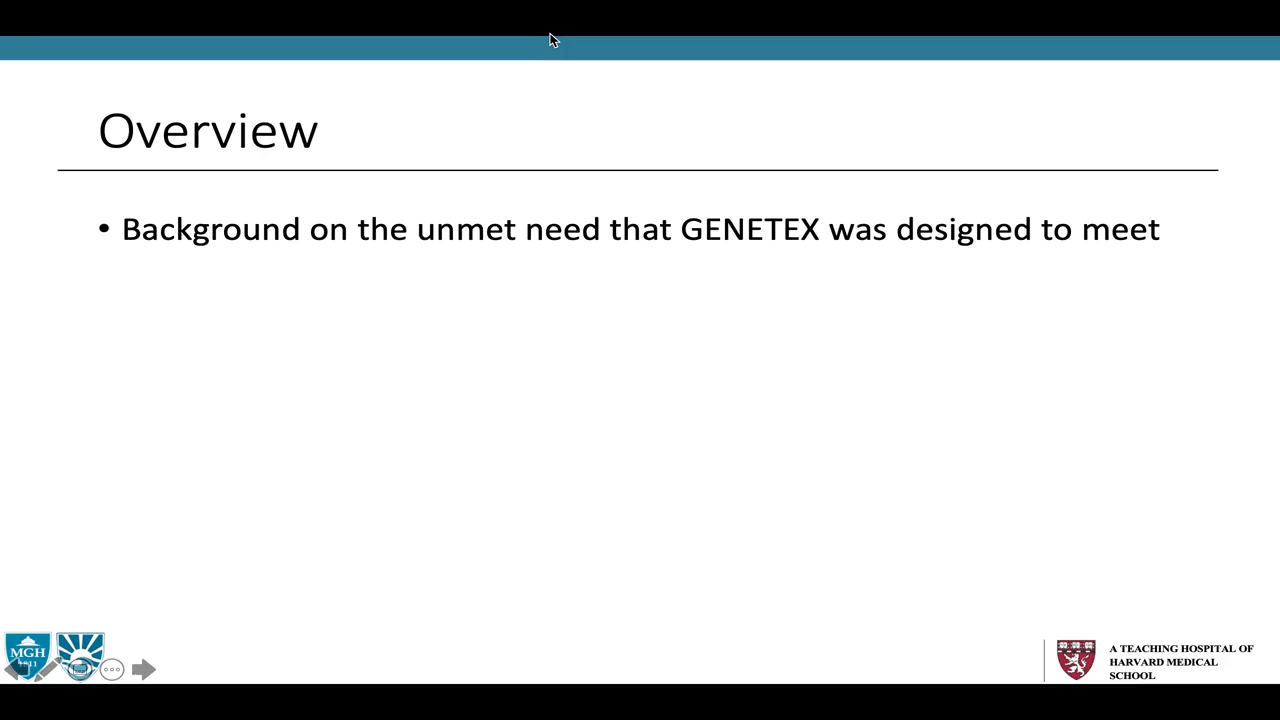 Overview
• Background on the unmet need that GENETEX was designed to meet
MGH
1811
A TEACHING HOSPITAL OF
HARVARD MEDICAL
SCHOOL